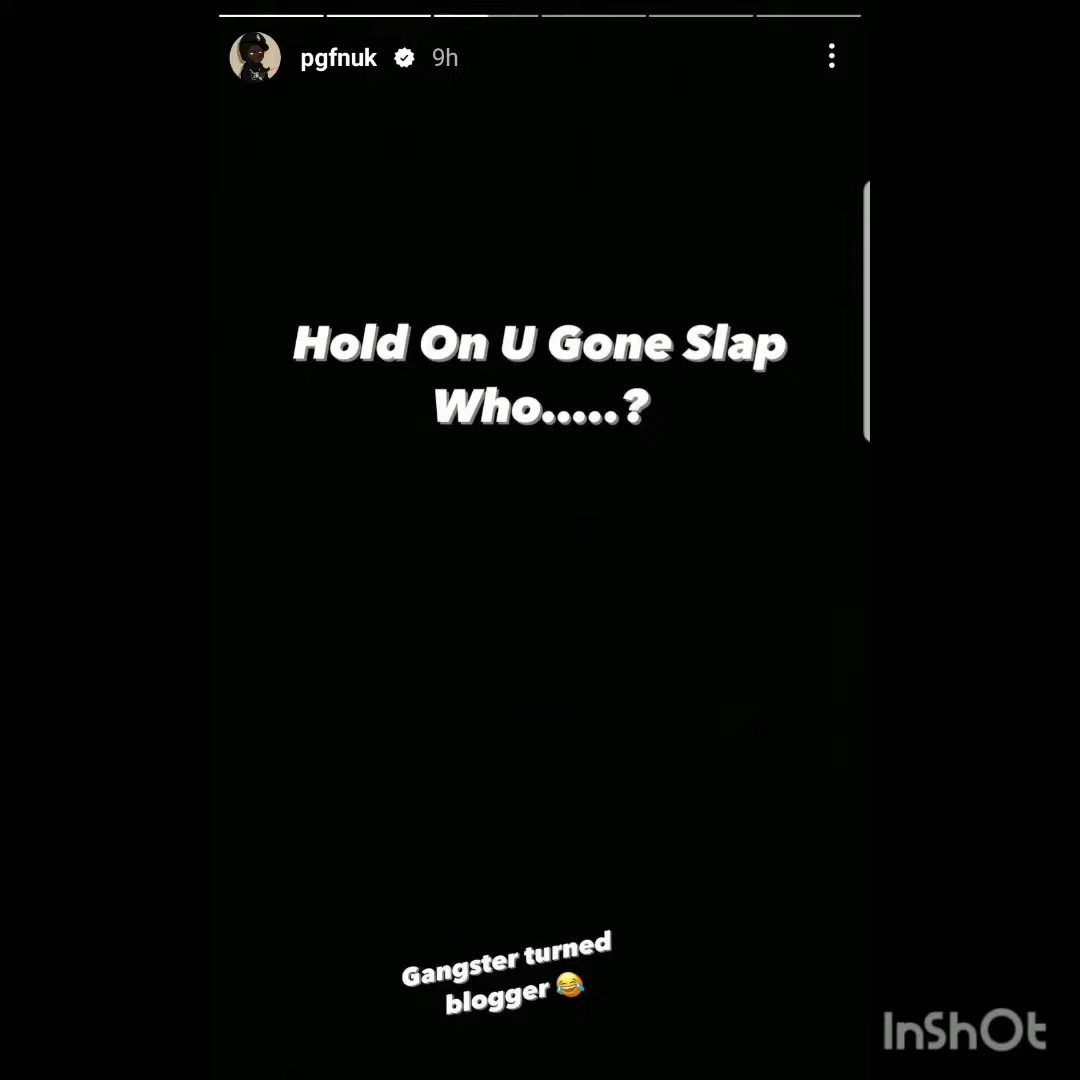 pgfnuk 9h
Hold On U Gone Slap
Who.....?
Gangster turned
blogger 😂
InShOt